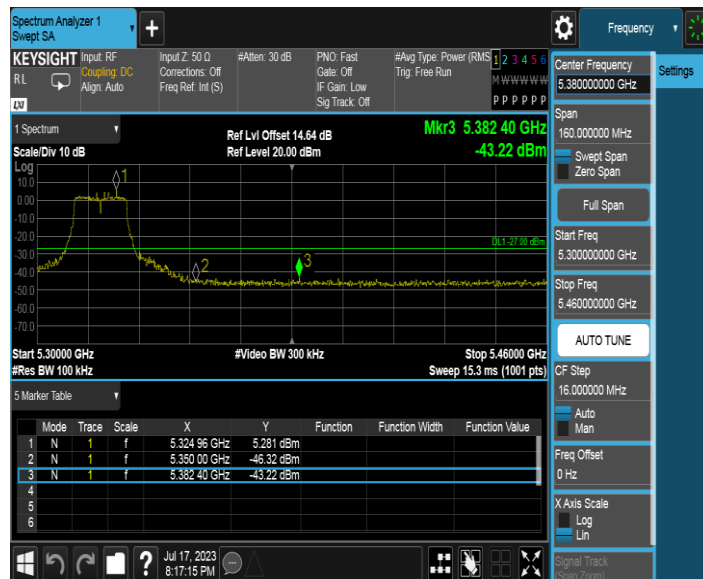 Spectrum Analyzer 1
Swept SA
+
Frequency
KEYSIGHT
RL
LXI
Input: RF
Coupling: DC
Align: Auto
Input Z: 50 Ω
Corrections: Off
Freq Ref: Int (S)
#Atten: 30 dB
PNO: Fast
Gate: Off
IF Gain: Low
Sig Track: Off
#Avg Type: Power (RMS
Trig: Free Run
1 2 3 4 5 6
M W W W W W
P P P P P P
1 Spectrum
Scale/Div 10 dB
Ref Lvl Offset 14.64 dB
Ref Level 20.00 dBm
Mkr3 5.382 40 GHz
-43.22 dBm
Log
10.0
0.00
-10.0
-20.0
-30.0
-40.0
-50.0
-60.0
-70.0
1
2
3
DL1 -27.00 dBm
Start 5.30000 GHz
#Video BW 300 kHz
Stop 5.46000 GHz
#Res BW 100 kHz
Sweep 15.3 ms (1001 pts)
5 Marker Table
Mode Trace Scale X Y Function Function Width Function Value
1 N 1 f 5.324 96 GHz 5.281 dBm
2 N 1 f 5.350 00 GHz -46.32 dBm
3 N 1 f 5.382 40 GHz -43.22 dBm
4
5
6
?
Jul 17, 2023
8:17:15 PM
Center Frequency
5.380000000 GHz
Settings
Span
160.000000 MHz
Swept Span
Zero Span
Full Span
Start Freq
5.300000000 GHz
Stop Freq
5.460000000 GHz
AUTO TUNE
CF Step
16.000000 MHz
Auto
Man
Freq Offset
0 Hz
X Axis Scale
Log
Lin
Signal Track
(Span Zoom)